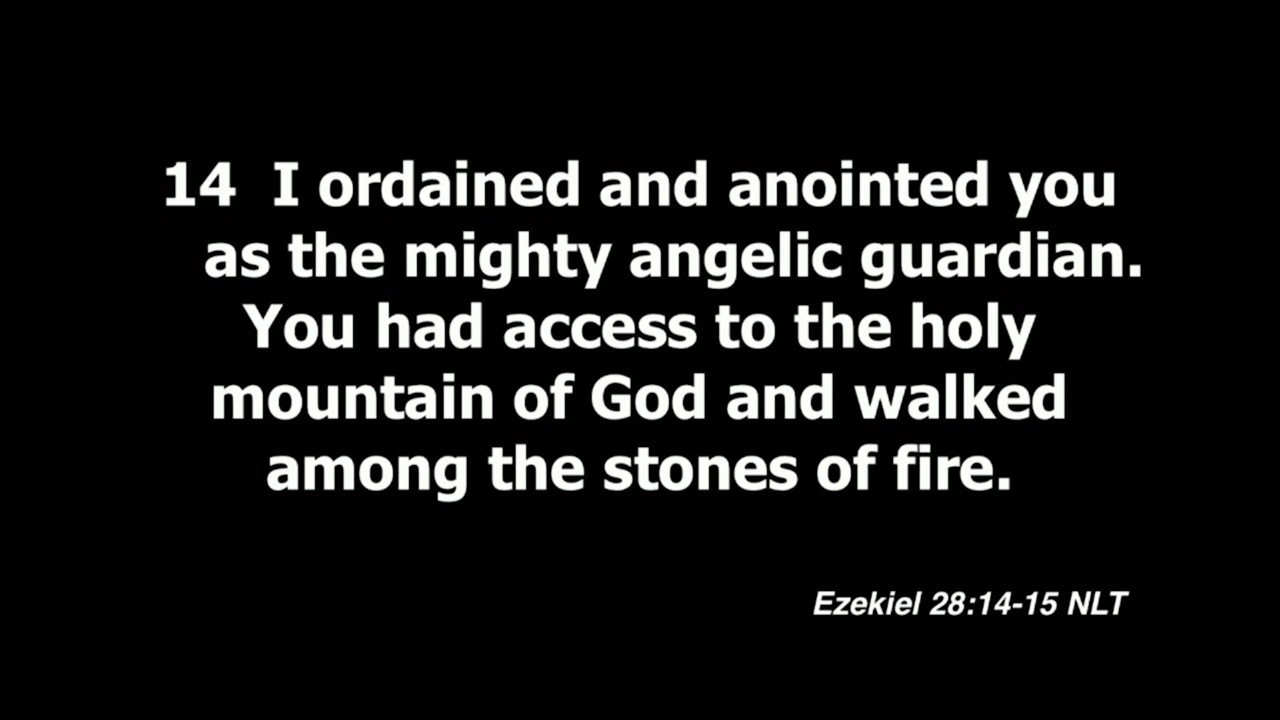 14  I ordained and anointed you
as the mighty angelic guardian.
You had access to the holy
mountain of God and walked
among the stones of fire.
Ezekiel 28:14-15 NLT